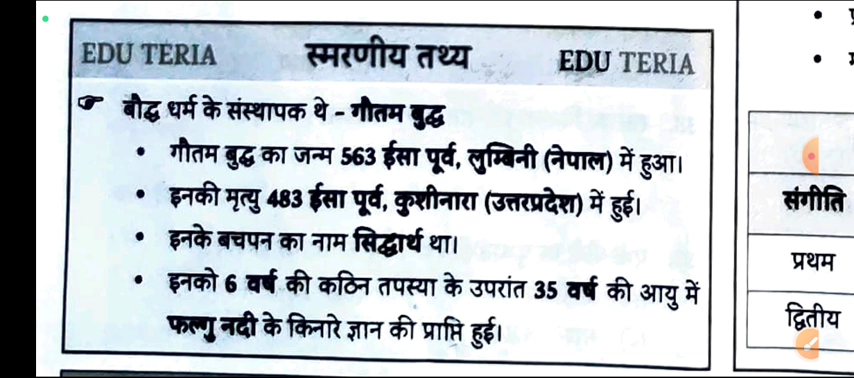 EDU TERIA स्मरणीय तथ्य EDU TERIA
बौद्ध धर्म के संस्थापक थे - गौतम बुद्ध
• गौतम बुद्ध का जन्म 563 ईसा पूर्व, लुम्बिनी (नेपाल) में हुआ।
• इनकी मृत्यु 483 ईसा पूर्व, कुशीनारा (उत्तरप्रदेश) में हुई।
• इनके बचपन का नाम सिद्धार्थ था।
• इनको 6 वर्ष की कठिन तपस्या के उपरांत 35 वर्ष की आयु में
फल्गु नदी के किनारे ज्ञान की प्राप्ति हुई।
संगीति
प्रथम
द्वितीय